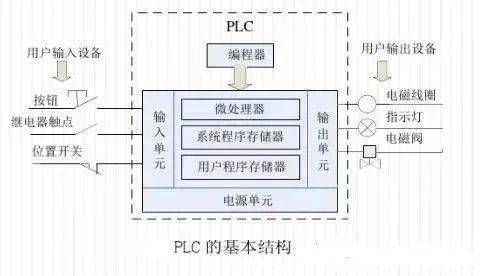 PLC
用户输入设备
编程器
用户输出设备
按钮
继电器触点
位置开关
输入单元
微处理器
系统程序存储器
用户程序存储器
输出单元
电磁线圈
指示灯
电磁阀
电源单元
PLC 的基本结构